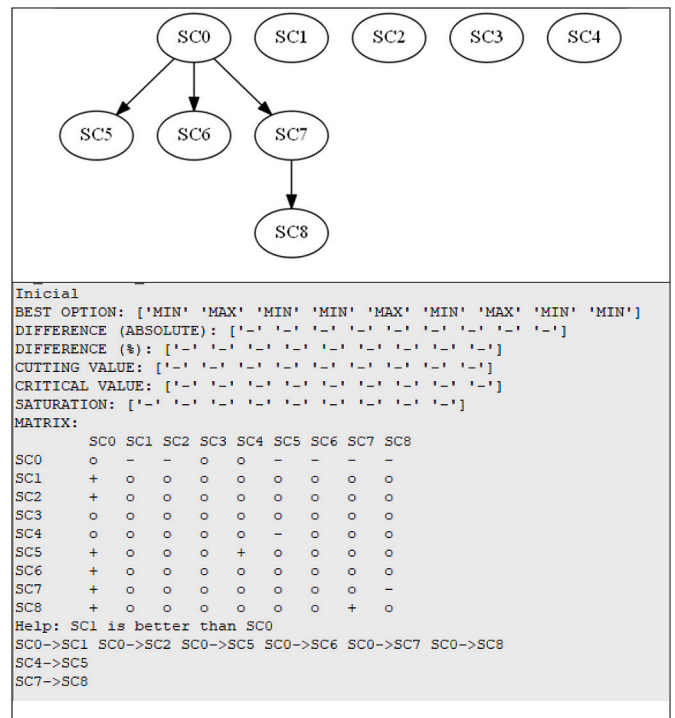 SC0 SC1 SC2 SC3 SC4
SC5 SC6 SC7
SC8
Inicial
BEST OPTION: ['MIN' 'MAX' 'MIN' 'MIN' 'MAX' 'MIN' 'MAX' 'MIN' 'MIN']
DIFFERENCE (ABSOLUTE): ['-' '-' '-' '-' '-' '-' '-' '-' '-']
DIFFERENCE (%): ['-' '-' '-' '-' '-' '-' '-' '-' '-']
CUTTING VALUE: ['-' '-' '-' '-' '-' '-' '-' '-' '-']
CRITICAL VALUE: ['-' '-' '-' '-' '-' '-' '-' '-' '-']
SATURATION: ['-' '-' '-' '-' '-' '-' '-' '-' '-']
MATRIX:
SC0 SC1 SC2 SC3 SC4 SC5 SC6 SC7 SC8
SC0 o - - o o - - - -
SC1 + o o o o o o o o
SC2 + o o o o o o o o
SC3 o o o o o o o o o
SC4 o o o o o - o o o
SC5 + o o o + o o o o
SC6 + o o o o o o o o
SC7 + o o o o o o o -
SC8 + o o o o o o + o
Help: SC1 is better than SC0
SC0->SC1 SC0->SC2 SC0->SC5 SC0->SC6 SC0->SC7 SC0->SC8
SC4->SC5
SC7->SC8